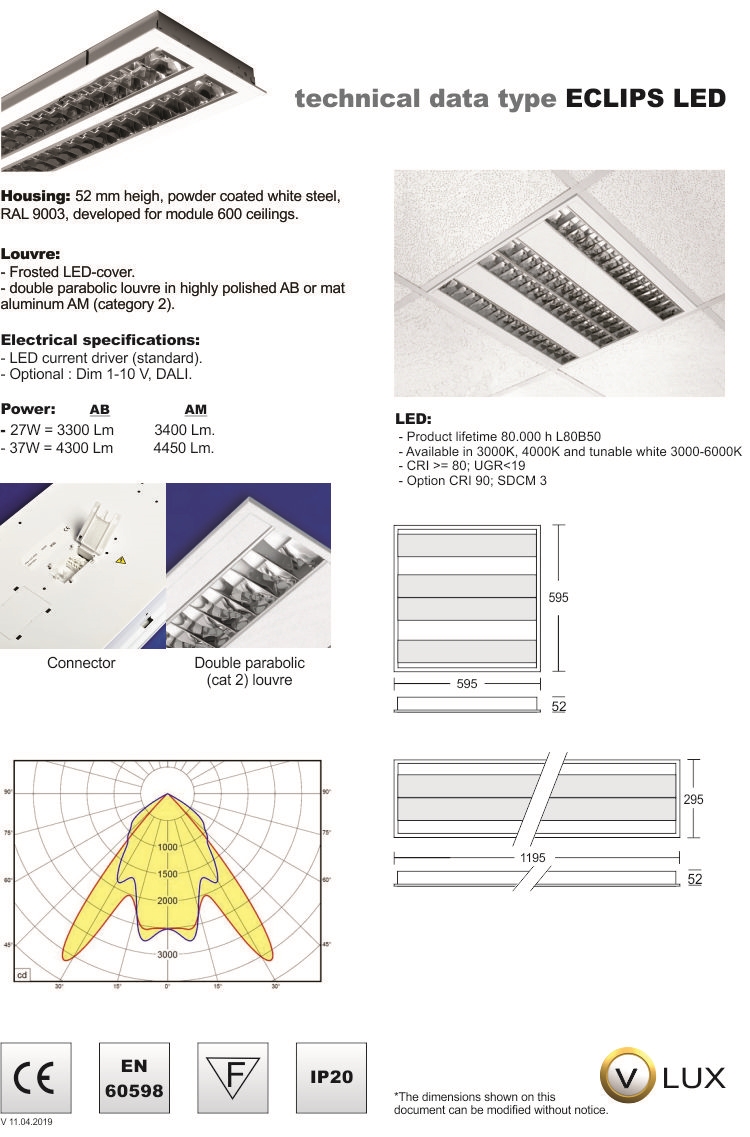 technical data type ECLIPS LED
Housing: 52 mm heigh, powder coated white steel,
RAL 9003, developed for module 600 ceilings.
Louvre:
- Frosted LED-cover.
- double parabolic louvre in highly polished AB or mat
aluminum AM (category 2).
Electrical specifications:
- LED current driver (standard).
- Optional : Dim 1-10 V, DALI.
Power: AB AM
- 27W = 3300 Lm 3400 Lm.
- 37W = 4300 Lm 4450 Lm.
LED:
- Product lifetime 80.000 h L80B50
- Available in 3000K, 4000K and tunable white 3000-6000K
- CRI >= 80; UGR<19
- Option CRI 90; SDCM 3
Connector
Double parabolic
(cat 2) louvre
595
595
52
90° 90°
75° 75°
60° 60°
45° 45°
1000
1500
2000
3000
cd
30° 15° 0° 15° 30°
295
1195
52
CE
EN
60598
F
IP20
V LUX
*The dimensions shown on this
document can be modified without notice.
V 11.04.2019